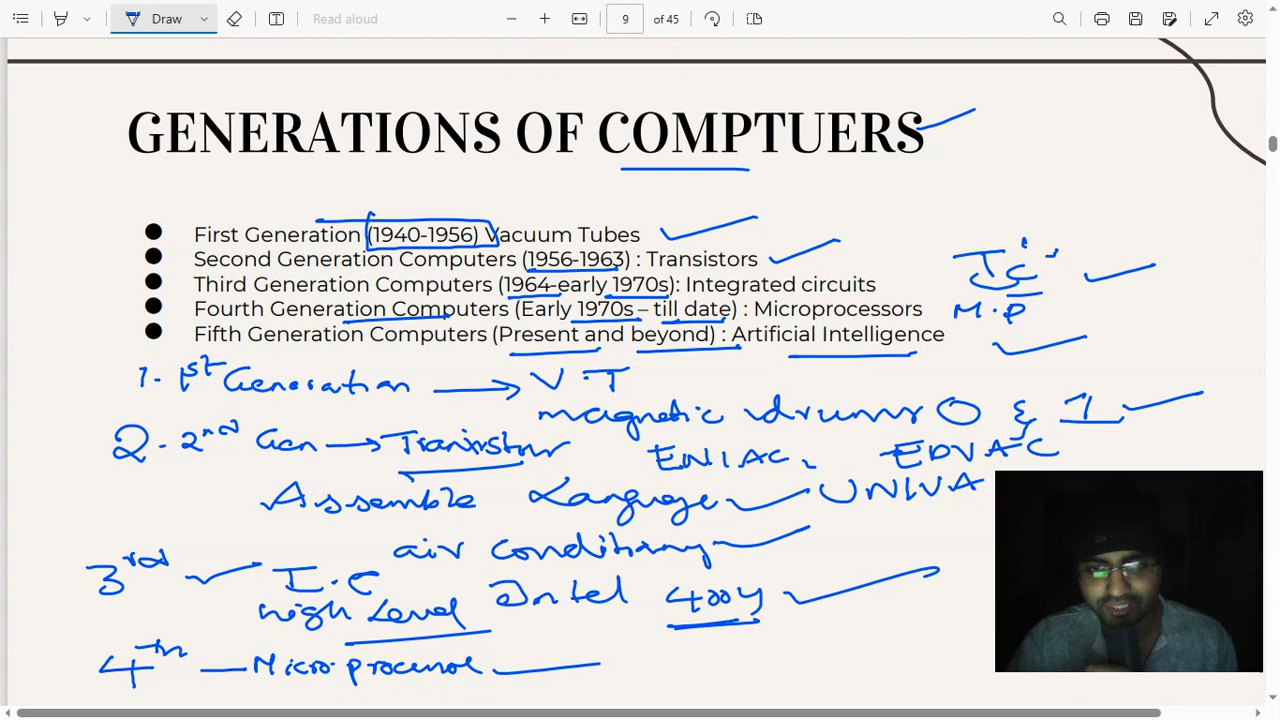 Draw
Read aloud
9 of 45
GENERATIONS OF COMPTUERS
First Generation (1940-1956) Vacuum Tubes
Second Generation Computers (1956-1963) : Transistors
Third Generation Computers (1964-early 1970s): Integrated circuits
Fourth Generation Computers (Early 1970s – till date) : Microprocessors
Fifth Generation Computers (Present and beyond) : Artificial Intelligence
IC's
M.P
1. 1st Generation → V.T
magnetic drums 0 & 1
2. 2nd Gen → Transistor ENIAC, EDVAC
Assemble Language UNIVA
air conditiong
3rd I.C
high Level Intel 4004
4th — Micro processor